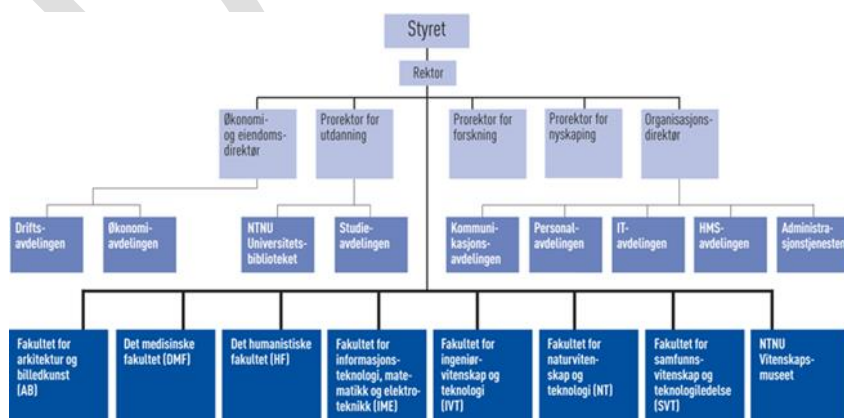 Styret
Rektor
Økonomi-
og eiendoms-
direktør
Prorektor for
utdanning
Prorektor for
forskning
Prorektor for
nyskaping
Organisasjons-
direktør
Drifts-
avdelingen
Økonomi-
avdelingen
NTNU
Universitets-
biblioteket
Studie-
avdelingen
Kommuni-
kasjons-
avdelingen
Personal-
avdelingen
IT-
avdelingen
HMS-
avdelingen
Administra-
sjonstjenesten
Fakultet for
arkitektur og
billedkunst
(AB)
Det medisinske
fakultet (DMF)
Det humanistiske
fakultet (HF)
Fakultet for
informasjons-
teknologi, mate-
matikk og elektro-
teknikk (IME)
Fakultet for
ingeniør-
vitenskap og
teknologi
(IVT)
Fakultet for
naturviten-
skap og
teknologi (NT)
Fakultet for
samfunns-
vitenskap og
teknologiledelse
(SVT)
NTNU
Vitenskaps-
museet